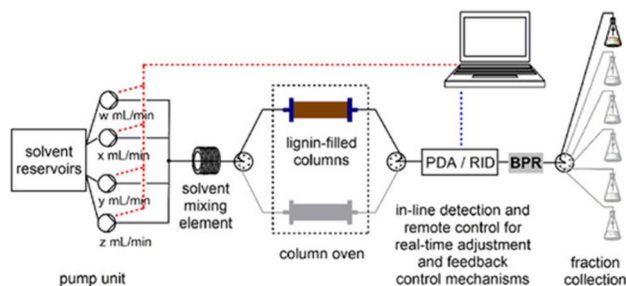 w mL/min
solvent
reservoirs
x mL/min
y mL/min
z mL/min
pump unit
solvent
mixing
element
lignin-filled
columns
column oven
PDA / RID
BPR
in-line detection and
remote control for
real-time adjustment
and feedback
control mechanisms
fraction
collection